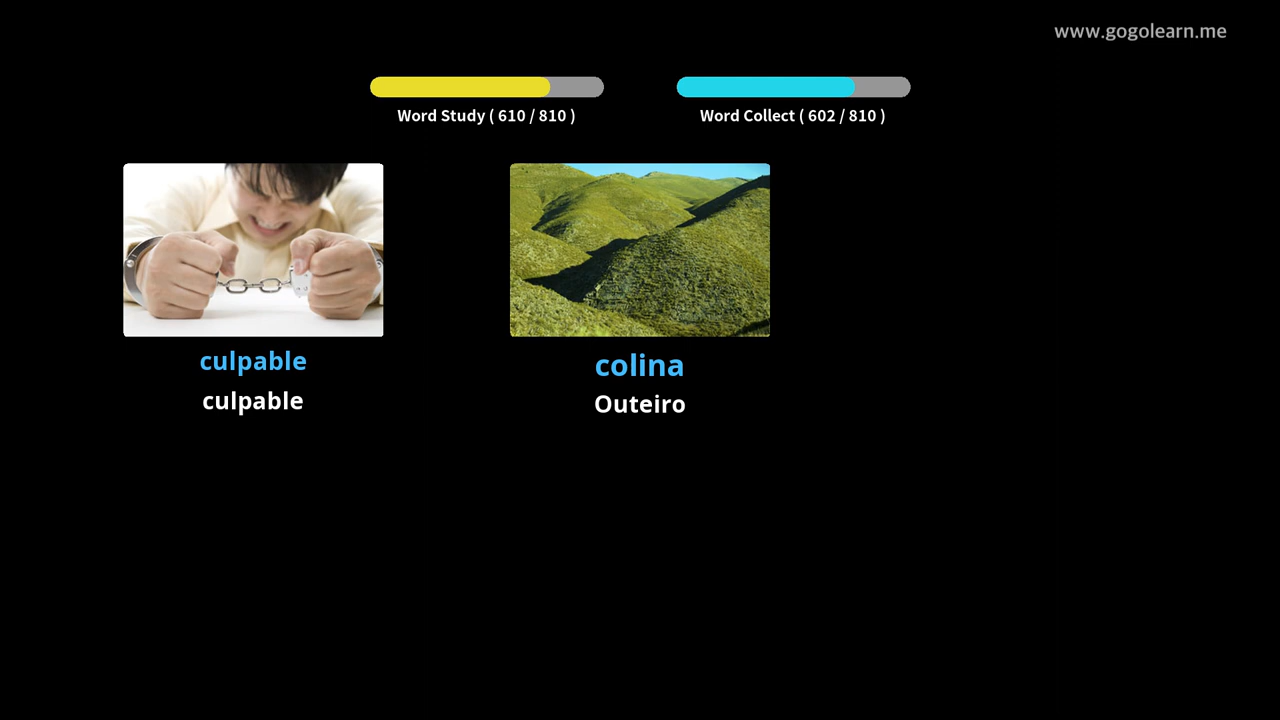 www.gogolearn.me
Word Study ( 610 / 810 )
Word Collect ( 602 / 810 )
culpable
culpable
colina
Outeiro